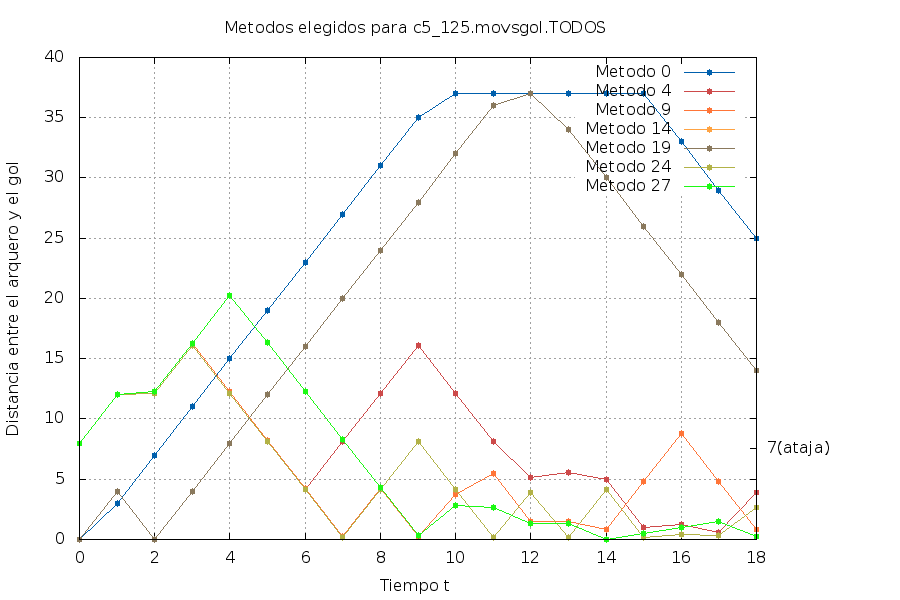 Metodos elegidos para c5_125.movsgol.TODOS
Distancia entre el arquero y el gol
40
35
30
25
20
15
10
5
0
Metodo 0
Metodo 4
Metodo 9
Metodo 14
Metodo 19
Metodo 24
Metodo 27
7(ataja)
0 2 4 6 8 10 12 14 16 18
Tiempo t